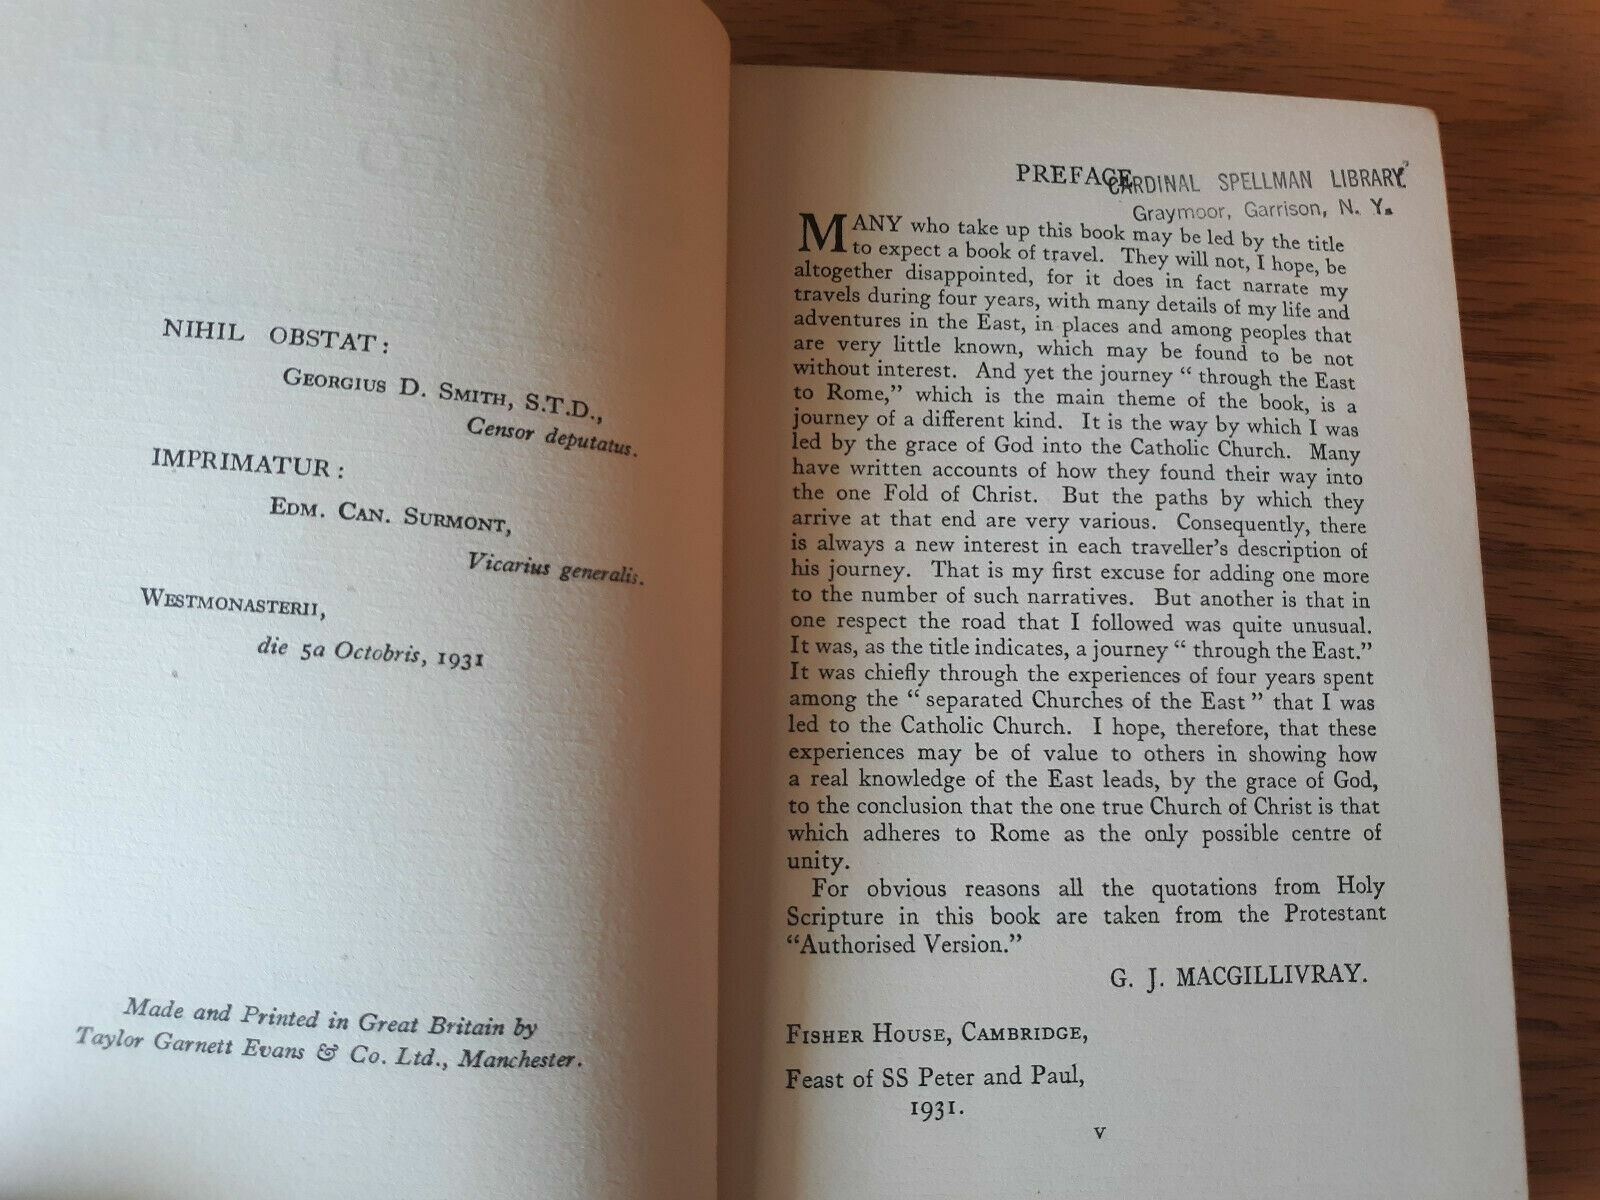 NIHIL OBSTAT:
GEORGIUS D. SMITH, S.T.D.,
Censor deputatus.
IMPRIMATUR:
EDM. CAN. SURMONT,
Vicarius generalis.
WESTMONASTERII,
die 5a Octobris, 1931
Made and Printed in Great Britain by
Taylor Garnett Evans & Co. Ltd., Manchester.
PREFACE
CARDINAL SPELLMAN LIBRARY
Graymoor, Garrison, N. Y.
MANY who take up this book may be led by the title
to expect a book of travel. They will not, I hope, be
altogether disappointed, for it does in fact narrate my
travels during four years, with many details of my life and
adventures in the East, in places and among peoples that
are very little known, which may be found to be not
without interest. And yet the journey “ through the East
to Rome,” which is the main theme of the book, is a
journey of a different kind. It is the way by which I was
led by the grace of God into the Catholic Church. Many
have written accounts of how they found their way into
the one Fold of Christ. But the paths by which they
arrive at that end are very various. Consequently, there
is always a new interest in each traveller’s description of
his journey. That is my first excuse for adding one more
to the number of such narratives. But another is that in
one respect the road that I followed was quite unusual.
It was, as the title indicates, a journey “ through the East.”
It was chiefly through the experiences of four years spent
among the “ separated Churches of the East ” that I was
led to the Catholic Church. I hope, therefore, that these
experiences may be of value to others in showing how
a real knowledge of the East leads, by the grace of God,
to the conclusion that the one true Church of Christ is that
which adheres to Rome as the only possible centre of
unity.
For obvious reasons all the quotations from Holy
Scripture in this book are taken from the Protestant
“Authorised Version.”
G. J. MACGILLIVRAY.
FISHER HOUSE, CAMBRIDGE,
Feast of SS Peter and Paul,
1931.
v